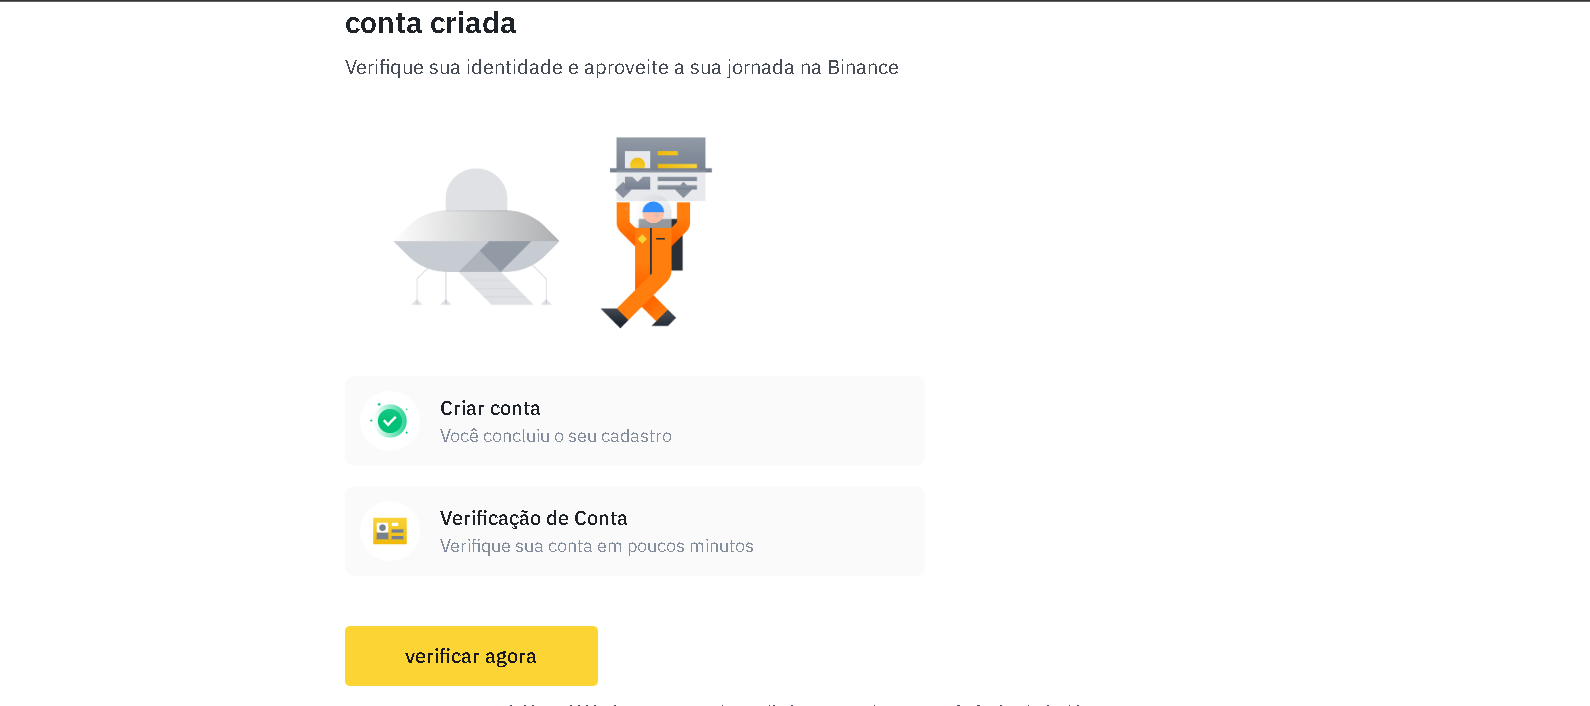 conta criada
Verifique sua identidade e aproveite a sua jornada na Binance
Criar conta
Você concluiu o seu cadastro
Verificação de Conta
Verifique sua conta em poucos minutos
verificar agora